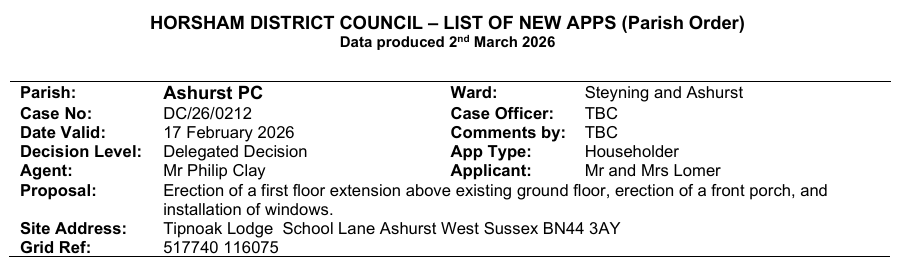 HORSHAM DISTRICT COUNCIL – LIST OF NEW APPS (Parish Order)
Data produced 2nd March 2026
Parish: Ashurst PC Ward: Steyning and Ashurst
Case No: DC/26/0212 Case Officer: TBC
Date Valid: 17 February 2026 Comments by: TBC
Decision Level: Delegated Decision App Type: Householder
Agent: Mr Philip Clay Applicant: Mr and Mrs Lomer
Proposal: Erection of a first floor extension above existing ground floor, erection of a front porch, and
installation of windows.
Site Address: Tipnoak Lodge School Lane Ashurst West Sussex BN44 3AY
Grid Ref: 517740 116075